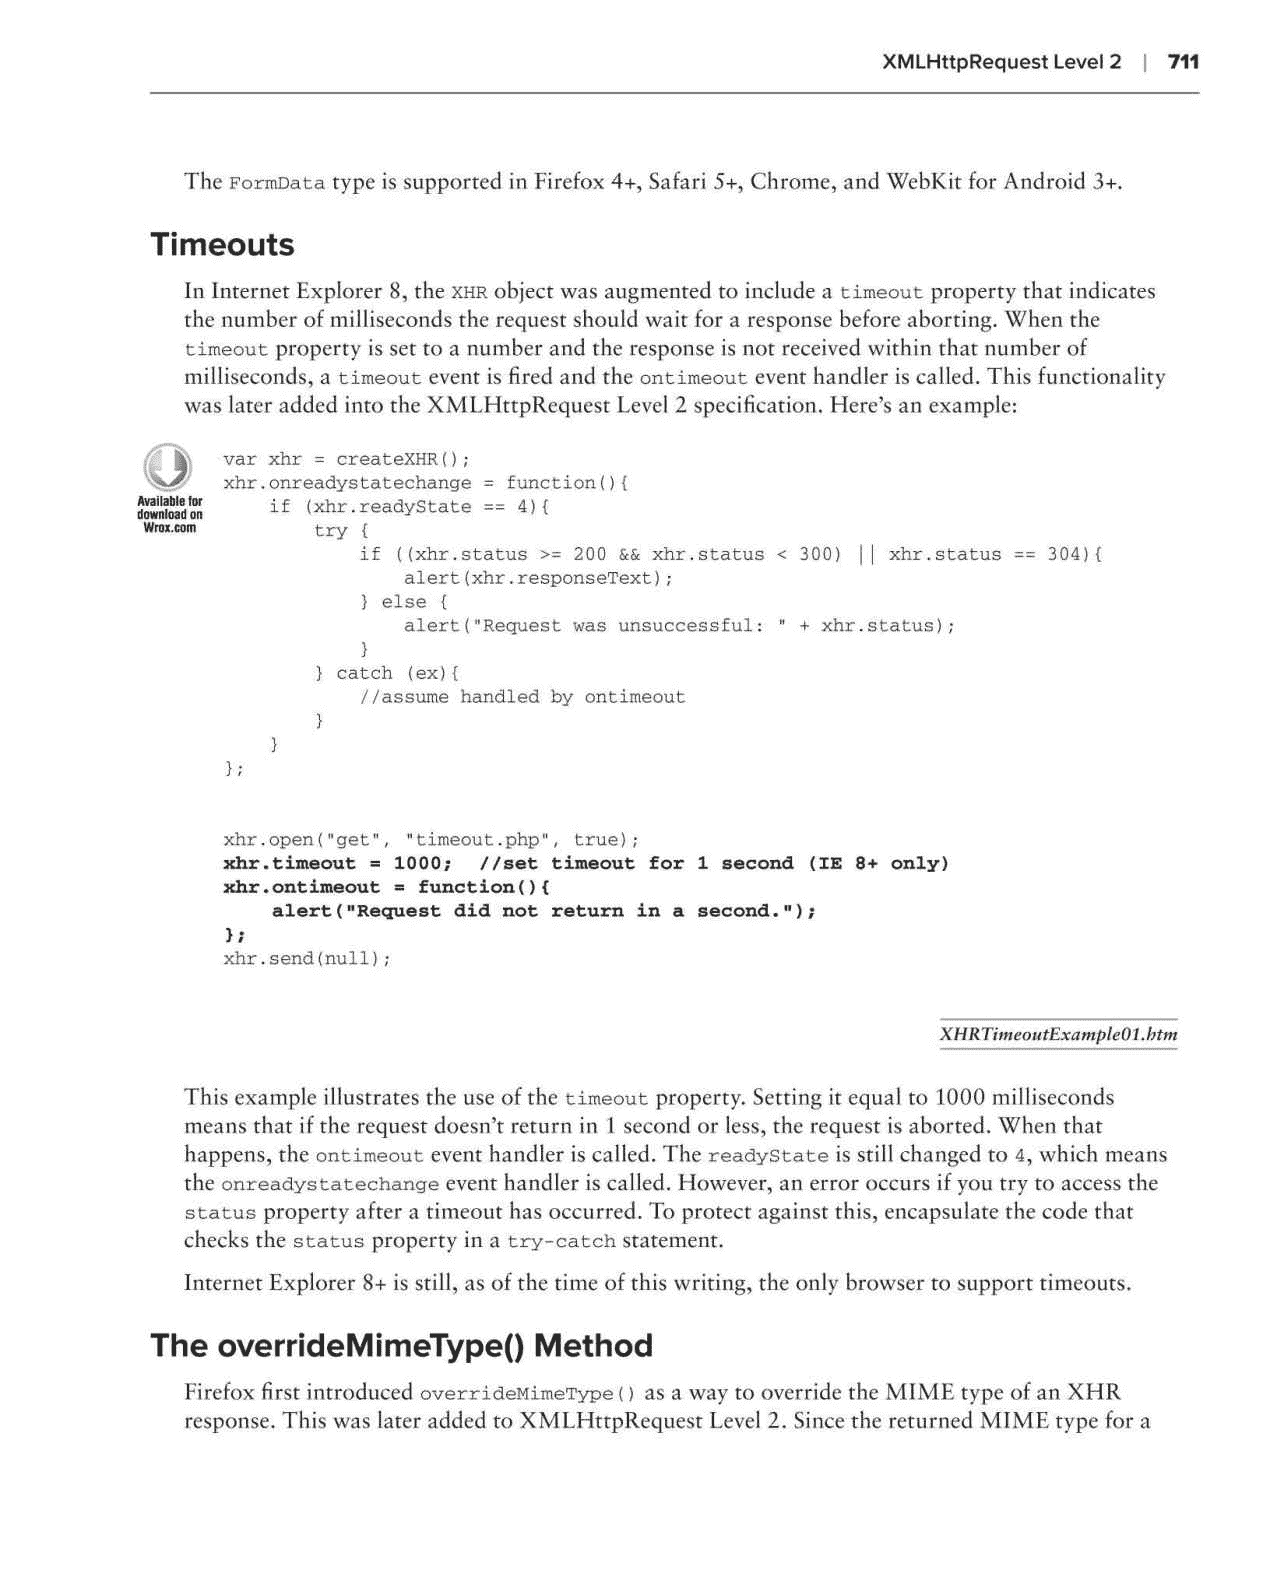 XMLHttpRequest Level 2 | 711
The FormData type is supported in Firefox 4+, Safari 5+, Chrome, and WebKit for Android 3+.
Timeouts
In Internet Explorer 8, the XHR object was augmented to include a timeout property that indicates
the number of milliseconds the request should wait for a response before aborting. When the
timeout property is set to a number and the response is not received within that number of
milliseconds, a timeout event is fired and the ontimeout event handler is called. This functionality
was later added into the XMLHttpRequest Level 2 specification. Here's an example:
Available for
download on
Wrox.com
var xhr = createXHR();
xhr.onreadystatechange = function(){
    if (xhr.readyState == 4){
        try {
            if ((xhr.status >= 200 && xhr.status < 300) || xhr.status == 304){
                alert(xhr.responseText);
            } else {
                alert("Request was unsuccessful: " + xhr.status);
            }
        } catch (ex){
            //assume handled by ontimeout
        }
    }
};
xhr.open("get", "timeout.php", true);
xhr.timeout = 1000; //set timeout for 1 second (IE 8+ only)
xhr.ontimeout = function(){
    alert("Request did not return in a second.");
};
xhr.send(null);
XHRTimeoutExample01.htm
This example illustrates the use of the timeout property. Setting it equal to 1000 milliseconds
means that if the request doesn't return in 1 second or less, the request is aborted. When that
happens, the ontimeout event handler is called. The readyState is still changed to 4, which means
the onreadystatechange event handler is called. However, an error occurs if you try to access the
status property after a timeout has occurred. To protect against this, encapsulate the code that
checks the status property in a try-catch statement.
Internet Explorer 8+ is still, as of the time of this writing, the only browser to support timeouts.
The overrideMimeType() Method
Firefox first introduced overrideMimeType() as a way to override the MIME type of an XHR
response. This was later added to XMLHttpRequest Level 2. Since the returned MIME type for a